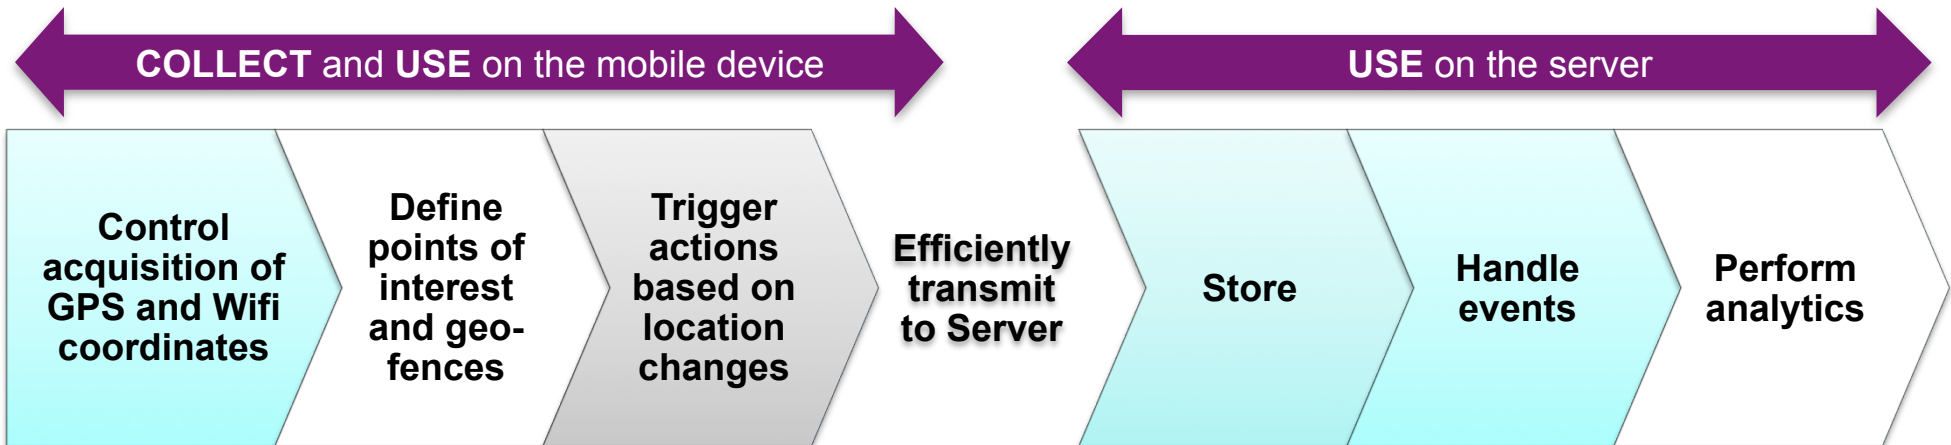 COLLECT and USE on the mobile device
USE on the server
Control
acquisition of
GPS and Wifi
coordinates
Define
points of
interest
and geo-
fences
Trigger
actions
based on
location
changes
Efficiently
transmit
to Server
Store
Handle
events
Perform
analytics